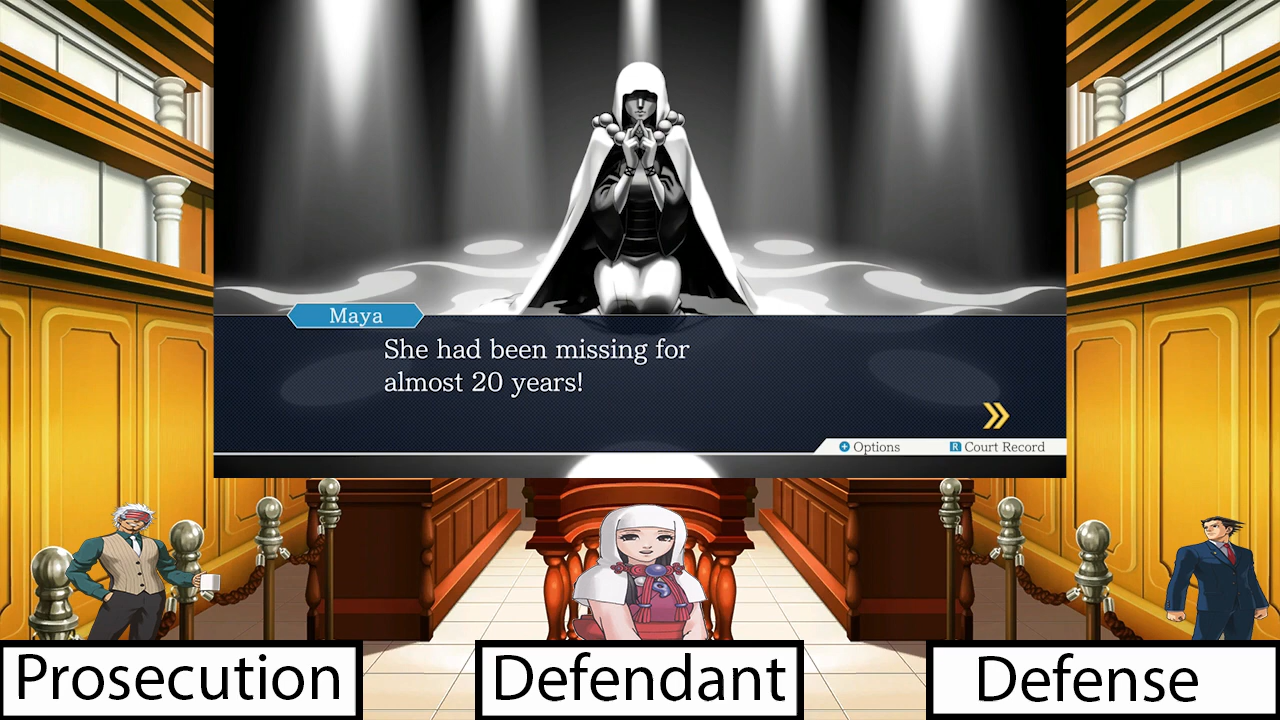 Maya
She had been missing for
almost 20 years!
+ Options
R Court Record
Prosecution
Defendant
Defense